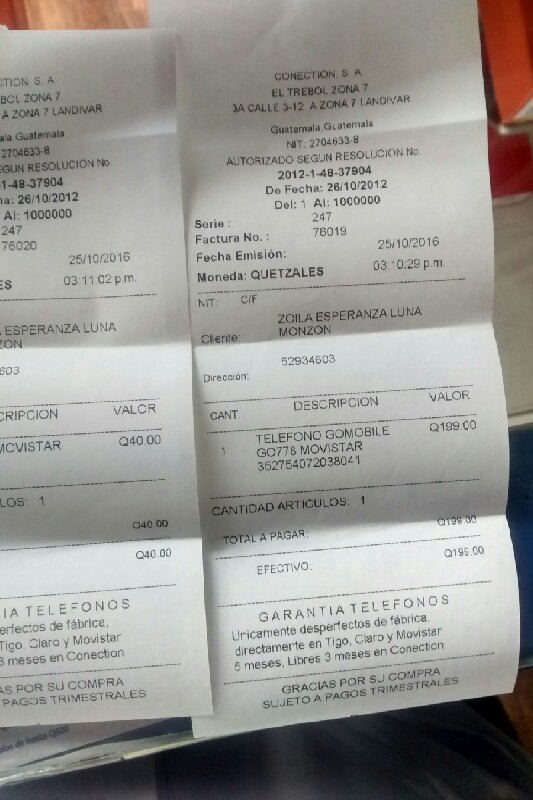 CTION, S. A.
BOL ZONA 7
A ZONA 7 LANDIVAR
ala,Guatemala
2704633-8
EGUN RESOLUCION No.
-1-48-37904
ha: 26/10/2012
Al: 1000000
247
76020
25/10/2016
ES 03:11:02 p.m.
ESPERANZA LUNA
ZON
603
CRIPCION VALOR
MOVISTAR Q40.00
LOS: 1
Q40.00
Q40.00
TIA TELEFONOS
erfectos de fábrica,
Tigo, Claro y Movistar
3 meses en Conection
AS POR SU COMPRA
PAGOS TRIMESTRALES
CONECTION, S. A.
EL TREBOL ZONA 7
3A CALLE 3-12 A ZONA 7 LANDIVAR
Guatemala,Guatemala
NIT: 2704633-8
AUTORIZADO SEGUN RESOLUCION No.
2012-1-48-37904
De Fecha: 26/10/2012
Del: 1 Al: 1000000
Serie : 247
Factura No. : 76019
Fecha Emisión: 25/10/2016
Moneda: QUETZALES 03:10:29 p.m.
NIT: C/F
Cliente: ZOILA ESPERANZA LUNA
MONZON
52934603
Dirección:
CANT. DESCRIPCION VALOR
1 TELEFONO GOMOBILE Q199.00
GO776 MOVISTAR
352754072038041
CANTIDAD ARTICULOS: 1
TOTAL A PAGAR: Q199.00
EFECTIVO: Q199.00
GARANTIA TELEFONOS
Unicamente desperfectos de fábrica,
directamente en Tigo, Claro y Movistar
6 meses, Libres 3 meses en Conection
GRACIAS POR SU COMPRA
SUJETO A PAGOS TRIMESTRALES